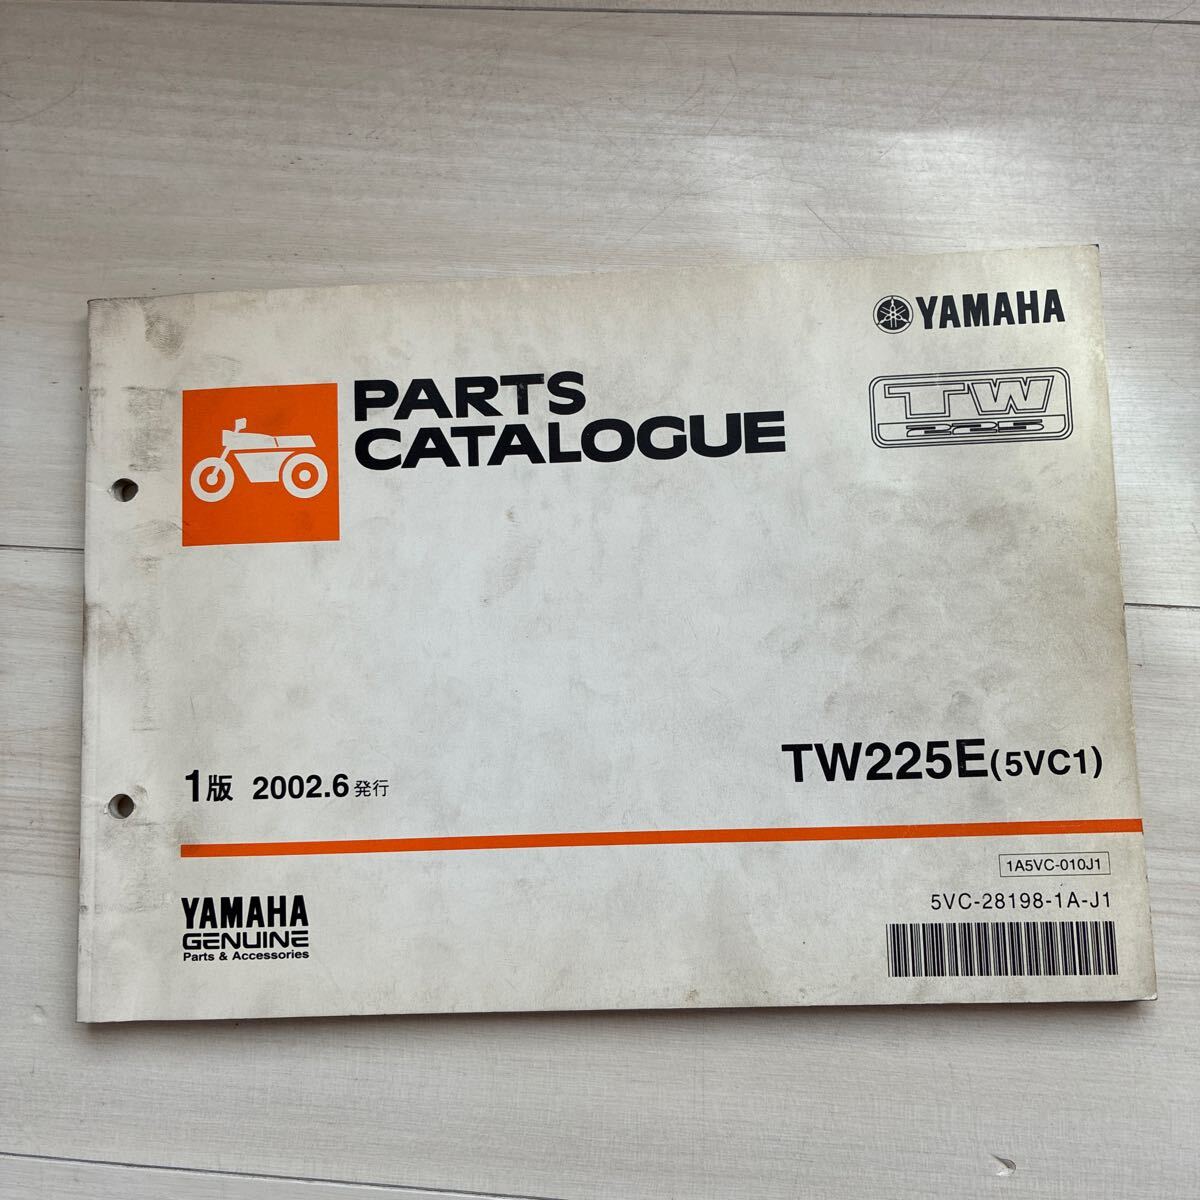 YAMAHA
TW
225
PARTS
CATALOGUE
TW225E(5VC1)
1版 2002.6発行
1A5VC-010J1
5VC-28198-1A-J1
YAMAHA
GENUINE
Parts & Accessories